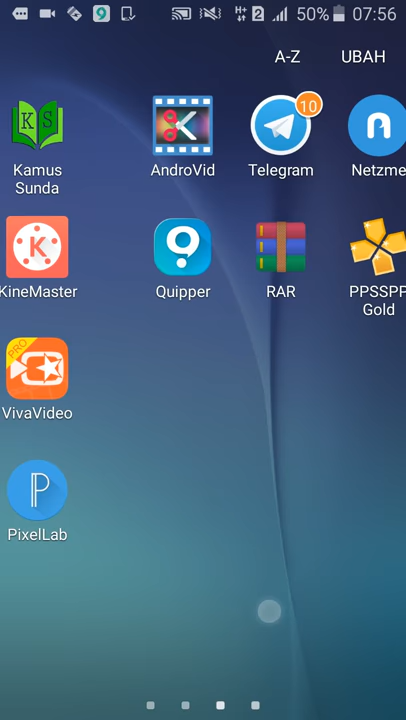 9 2 50% 07:56
A-Z UBAH
K S 10
Kamus Sunda AndroVid Telegram Netzme
K
KineMaster Quipper RAR PPSSPP Gold
PRO
VivaVideo
P
PixelLab